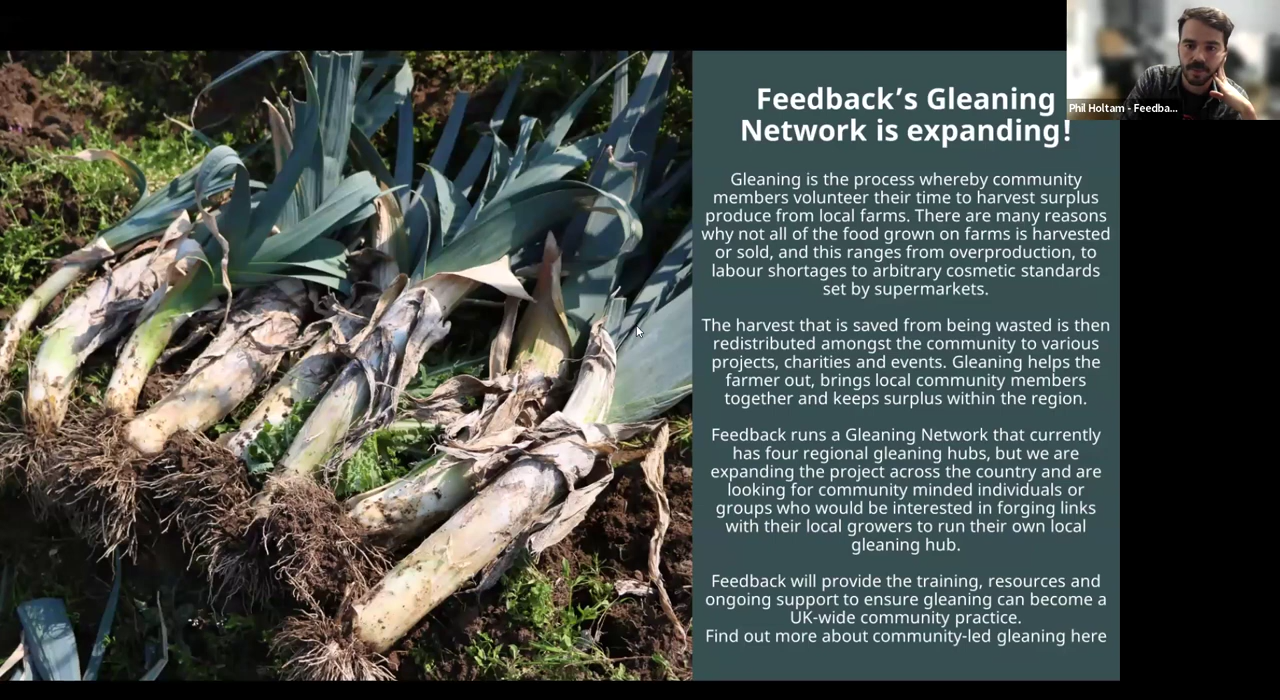 Feedback's Gleaning
Network is expanding!
Gleaning is the process whereby community
members volunteer their time to harvest surplus
produce from local farms. There are many reasons
why not all of the food grown on farms is harvested
or sold, and this ranges from overproduction, to
labour shortages to arbitrary cosmetic standards
set by supermarkets.
The harvest that is saved from being wasted is then
redistributed amongst the community to various
projects, charities and events. Gleaning helps the
farmer out, brings local community members
together and keeps surplus within the region.
Feedback runs a Gleaning Network that currently
has four regional gleaning hubs, but we are
expanding the project across the country and are
looking for community minded individuals or
groups who would be interested in forging links
with their local growers to run their own local
gleaning hub.
Feedback will provide the training, resources and
ongoing support to ensure gleaning can become a
UK-wide community practice.
Find out more about community-led gleaning here
Phil Holtam - Feedba...